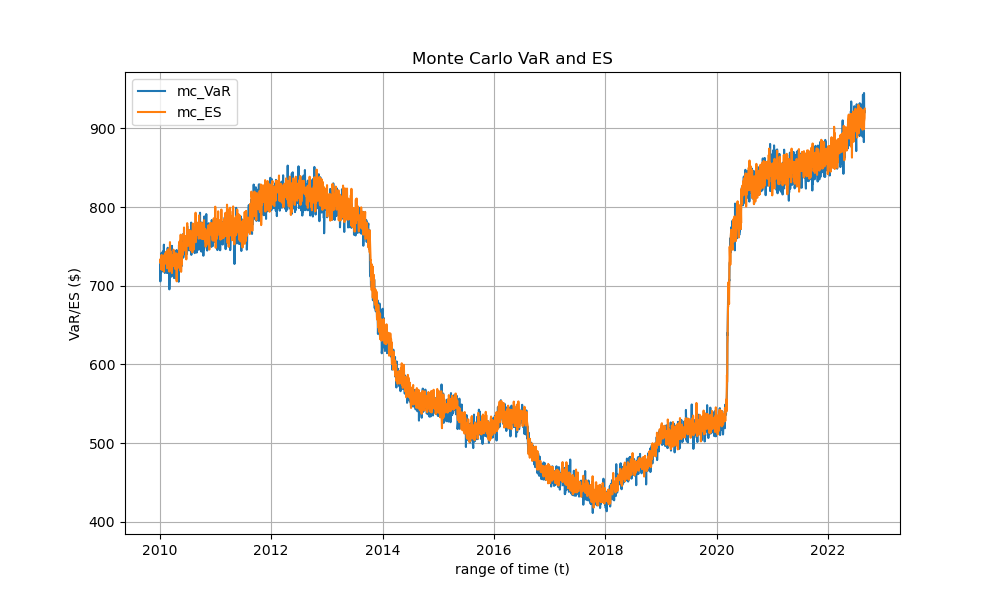 Monte Carlo VaR and ES
mc_VaR
mc_ES
VaR/ES ($)
900
800
700
600
500
400
2010
2012
2014
2016
2018
2020
2022
range of time (t)